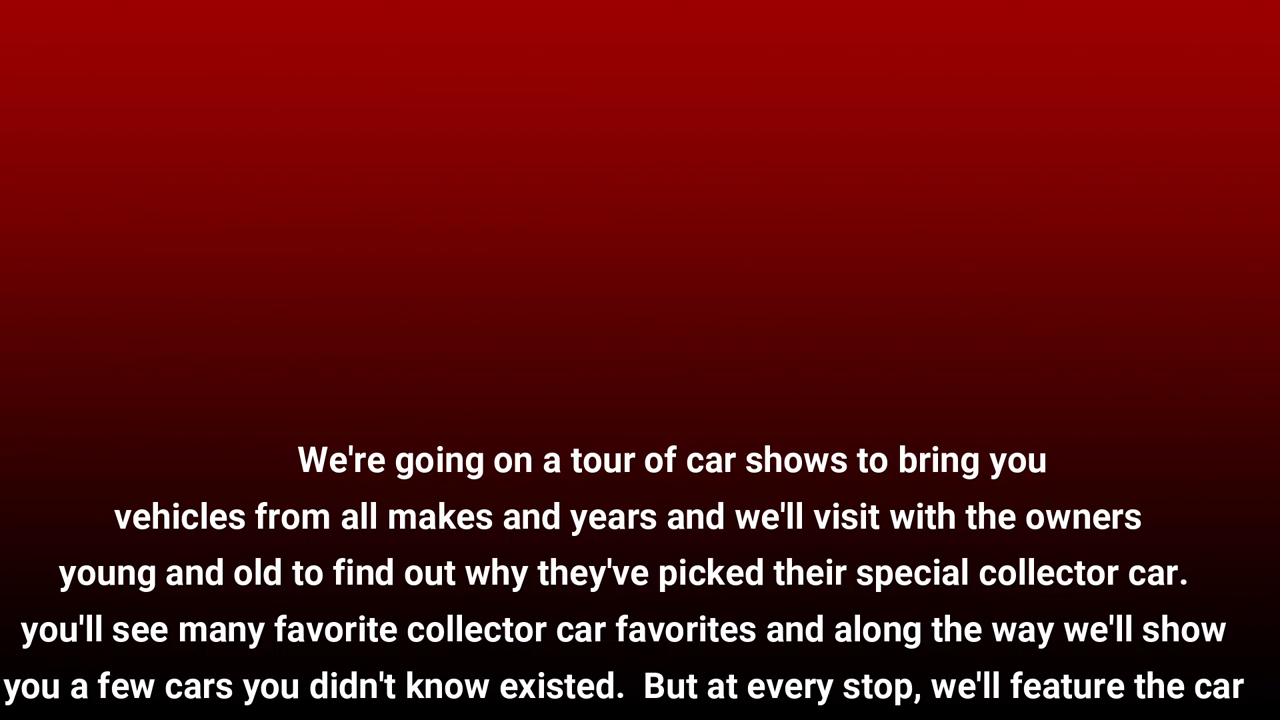 We're going on a tour of car shows to bring you
vehicles from all makes and years and we'll visit with the owners
young and old to find out why they've picked their special collector car.
you'll see many favorite collector car favorites and along the way we'll show
you a few cars you didn't know existed.  But at every stop, we'll feature the car